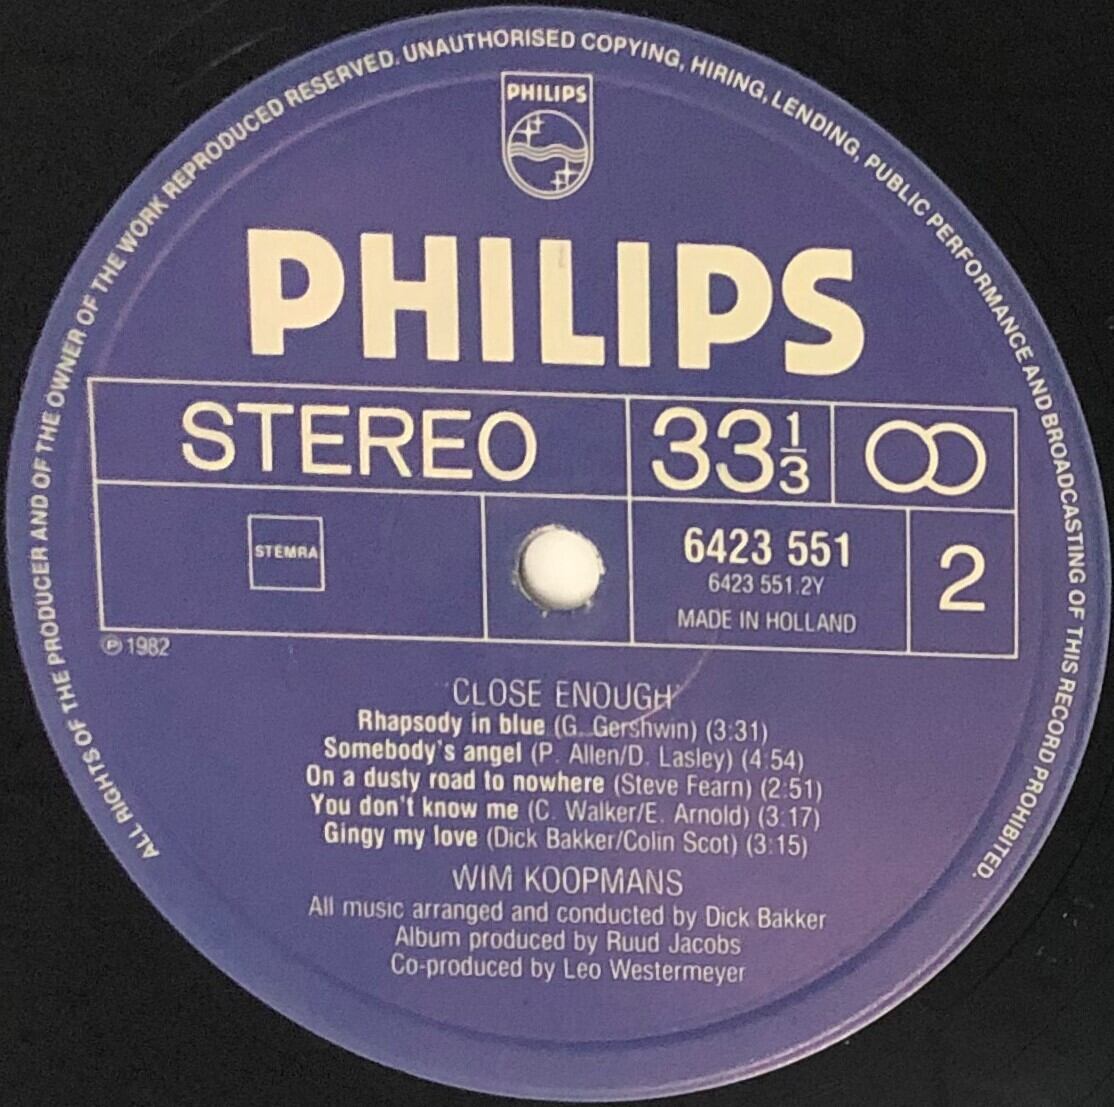 ALL RIGHTS OF THE PRODUCER AND OF THE OWNER OF THE WORK REPRODUCED RESERVED. UNAUTHORISED COPYING, HIRING, LENDING, PUBLIC PERFORMANCE AND BROADCASTING OF THIS RECORD PROHIBITED.
PHILIPS
PHILIPS
STEREO 33 1/3
STEMRA
6423 551
6423 551.2Y
MADE IN HOLLAND
2
℗ 1982
'CLOSE ENOUGH'
Rhapsody in blue (G. Gershwin) (3:31)
Somebody's angel (P. Allen/D. Lasley) (4:54)
On a dusty road to nowhere (Steve Fearn) (2:51)
You don't know me (C. Walker/E. Arnold) (3:17)
Gingy my love (Dick Bakker/Colin Scot) (3:15)
WIM KOOPMANS
All music arranged and conducted by Dick Bakker
Album produced by Ruud Jacobs
Co-produced by Leo Westermeyer